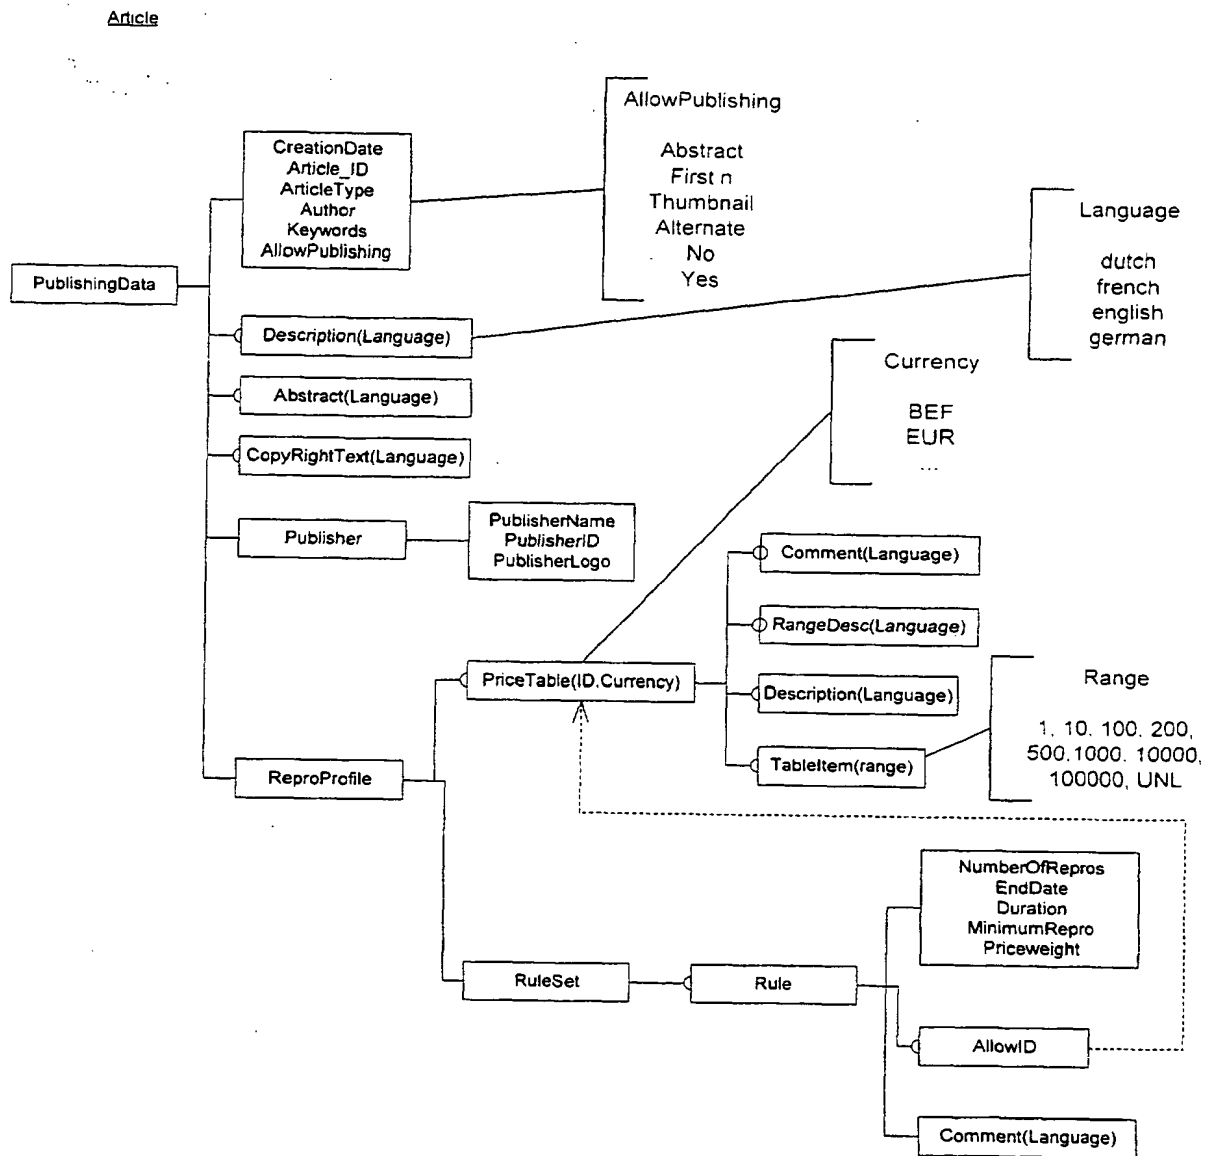 Article
AllowPublishing
Abstract
First n
Thumbnail
Alternate
No
Yes
CreationDate
Article_ID
ArticleType
Author
Keywords
AllowPublishing
Language
dutch
french
english
german
PublishingData
Description(Language)
Currency
BEF
EUR
...
Abstract(Language)
CopyRightText(Language)
Publisher
PublisherName
PublisherID
PublisherLogo
Comment(Language)
RangeDesc(Language)
PriceTable(ID.Currency)
Description(Language)
Range
1, 10. 100. 200,
500.1000. 10000,
100000, UNL
TableItem(range)
ReproProfile
NumberOfRepros
EndDate
Duration
MinimumRepro
Priceweight
RuleSet
Rule
AllowID
Comment(Language)